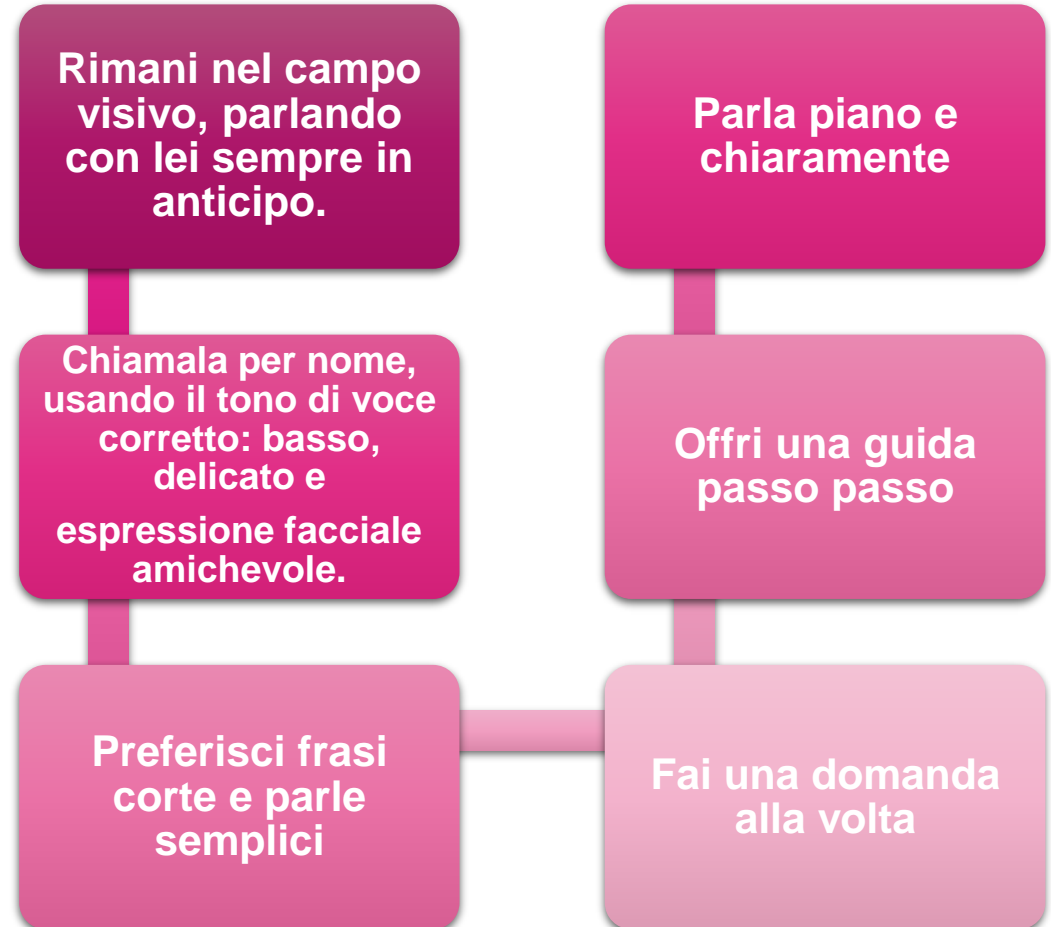 Rimani nel campo
visivo, parlando
con lei sempre in
anticipo.
Chiamala per nome,
usando il tono di voce
corretto: basso,
delicato e
espressione facciale
amichevole.
Preferisci frasi
corte e parle
semplici
Fai una domanda
alla volta
Offri una guida
passo passo
Parla piano e
chiaramente